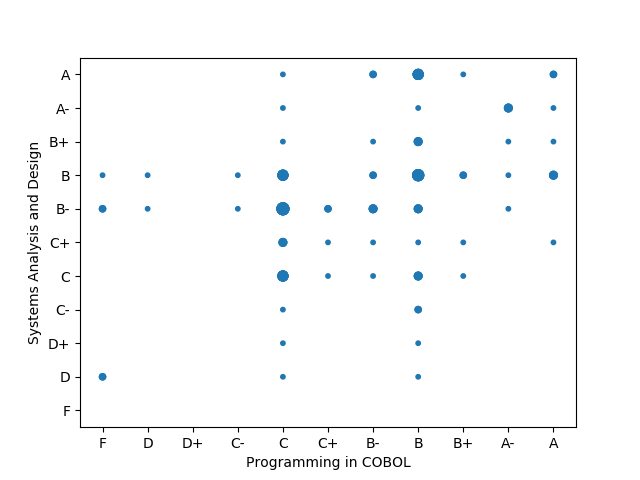 A
A-
B+
B
B-
C+
C
C-
D+
D
F
Systems Analysis and Design
F D D+ C- C C+ B- B B+ A- A
Programming in COBOL